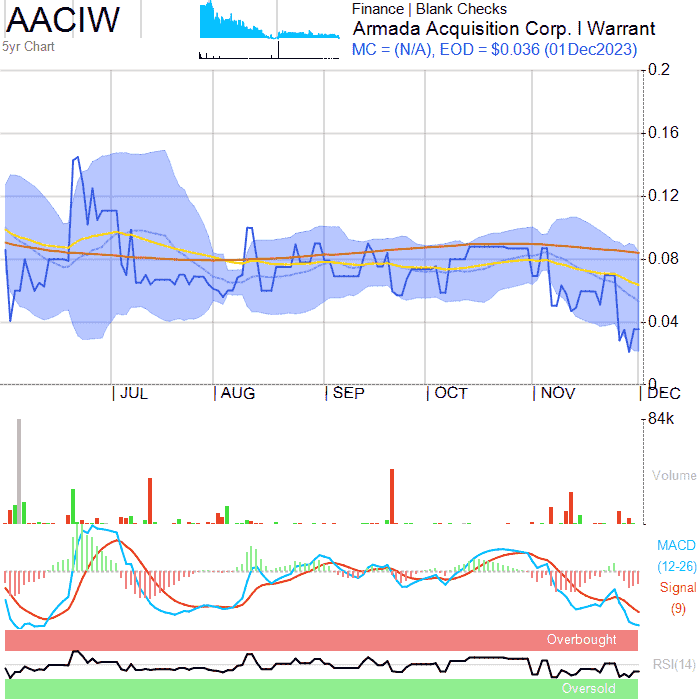 AACIW
5yr Chart
Finance | Blank Checks
Armada Acquisition Corp. I Warrant
MC = (N/A), EOD = $0.036 (01Dec2023)
0.2
0.16
0.12
0.08
0.04
0
JUL
AUG
SEP
OCT
NOV
DEC
84k
Volume
MACD
(12-26)
Signal
(9)
Overbought
RSI(14)
Oversold